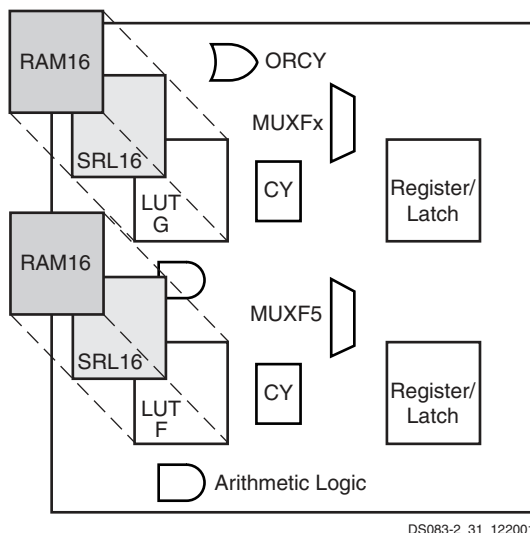 RAM16
ORCY
MUXFx
SRL16
CY
Register/
Latch
LUT
G
RAM16
MUXF5
SRL16
CY
Register/
Latch
LUT
F
Arithmetic Logic
DS083-2_31_122001